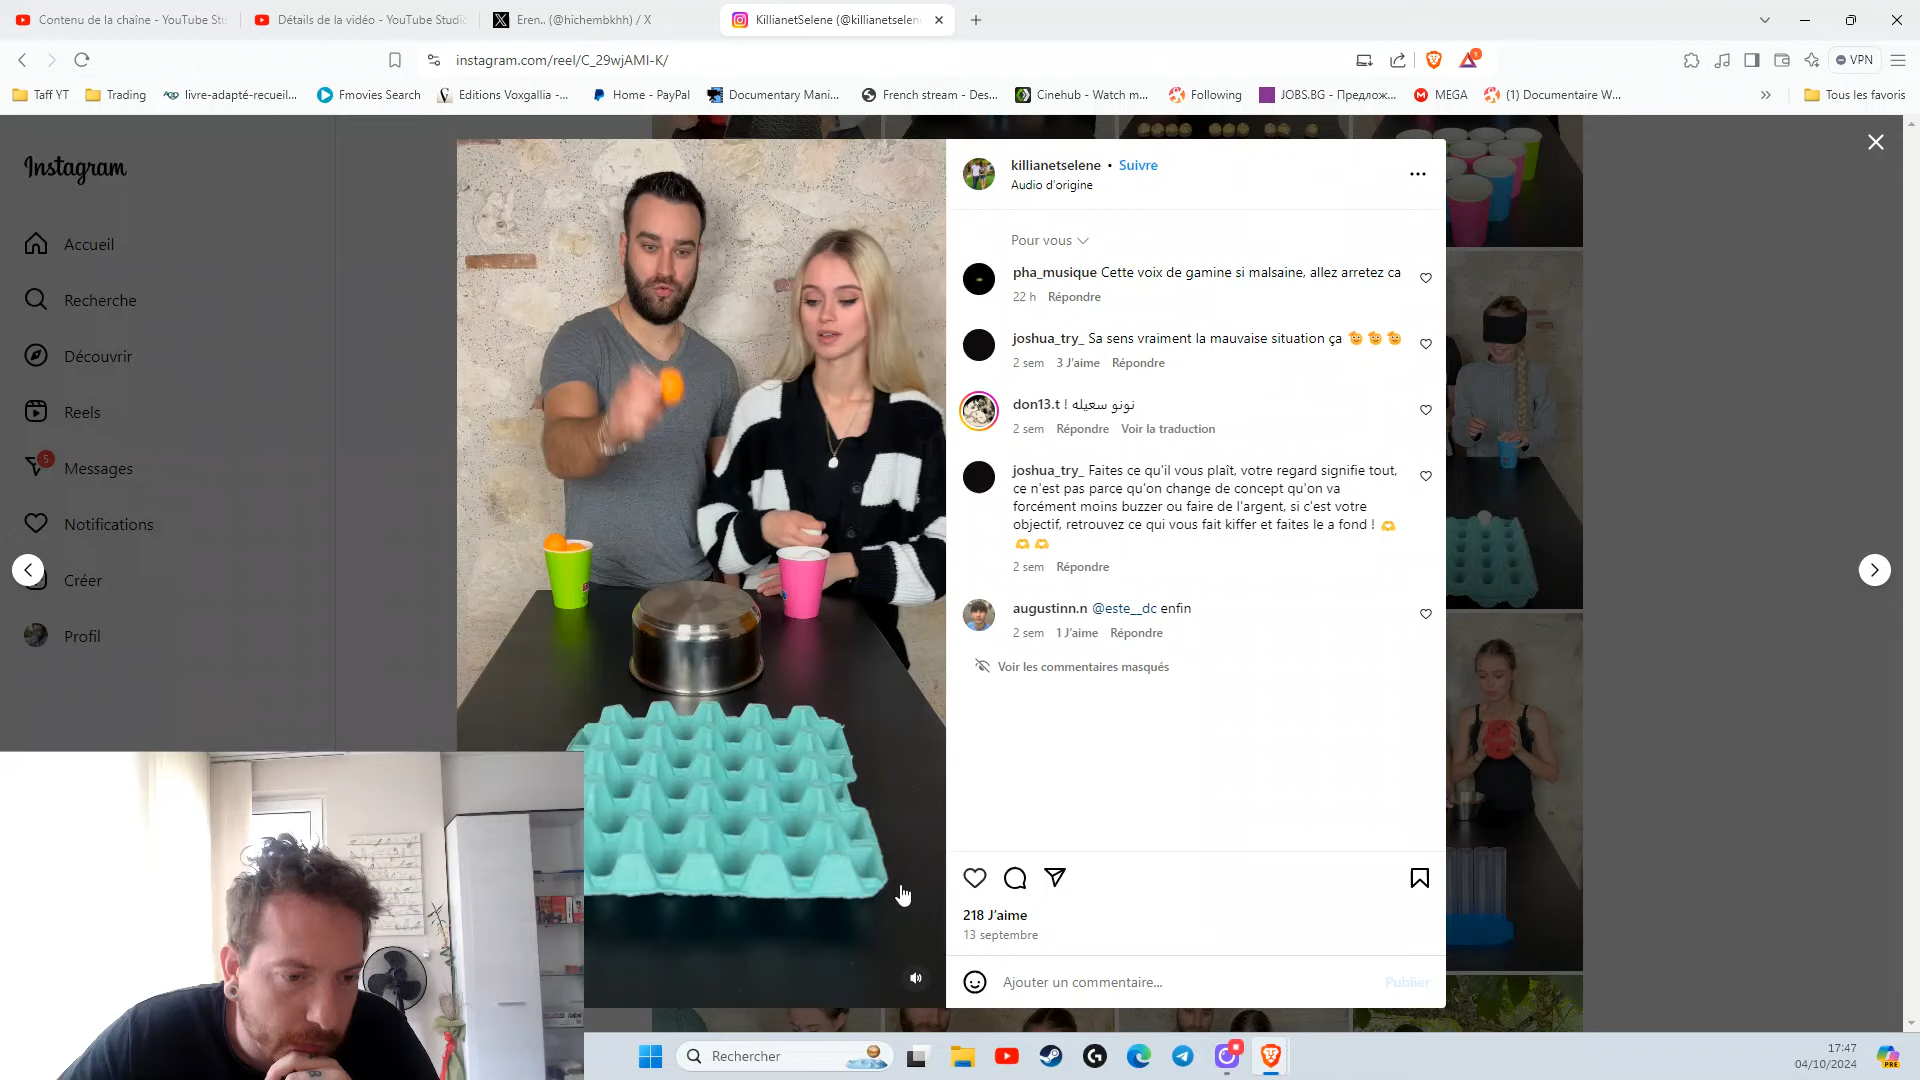 Contenu de la chaîne - YouTube Stu
Détails de la vidéo - YouTube Studio
Eren.. (@hichembkhh) / X
KillianetSelene (@killianetselen
instagram.com/reel/C_29wjAMI-K/
1
VPN
Taff YT
Trading
livre-adapté-recueil...
Fmovies Search
Editions Voxgallia -...
Home - PayPal
Documentary Mani...
French stream - Des...
Cinehub - Watch m...
Following
JOBS.BG - Предлож...
MEGA
(1) Documentaire W...
Tous les favoris
Instagram
Accueil
Recherche
Découvrir
Reels
5
Messages
Notifications
Créer
Profil
killianetselene • Suivre
Audio d'origine
Pour vous
pha_musique Cette voix de gamine si malsaine, allez arretez ca
22 h Répondre
joshua_try_ Sa sens vraiment la mauvaise situation ça 🫡 🫡 🫡
2 sem 3 J'aime Répondre
don13.t نونو سعيله !
2 sem Répondre Voir la traduction
joshua_try_ Faites ce qu'il vous plaît, votre regard signifie tout,
ce n'est pas parce qu'on change de concept qu'on va
forcément moins buzzer ou faire de l'argent, si c'est votre
objectif, retrouvez ce qui vous fait kiffer et faites le a fond ! 🫶
🫶 🫶
2 sem Répondre
augustinn.n @este__dc enfin
2 sem 1 J'aime Répondre
Voir les commentaires masqués
218 J'aime
13 septembre
Ajouter un commentaire...
Publier
Rechercher
17:47
04/10/2024
PRE